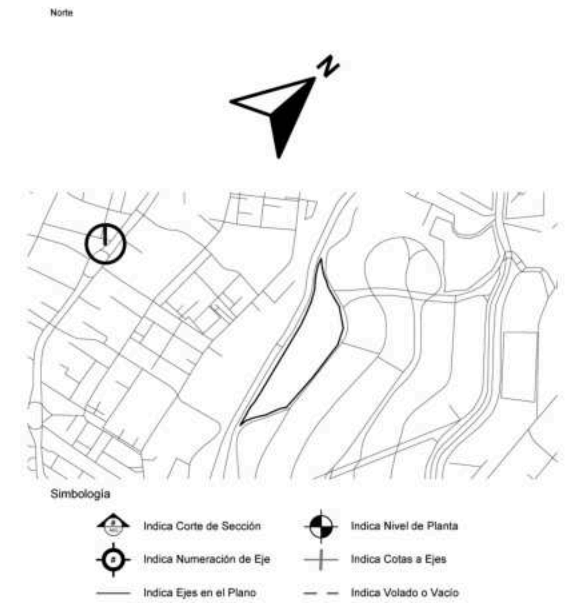 Norte
N
Simbología
Indica Corte de Sección
Indica Nivel de Planta
# Indica Numeración de Eje
Indica Cotas a Ejes
Indica Ejes en el Plano
Indica Volado o Vacío